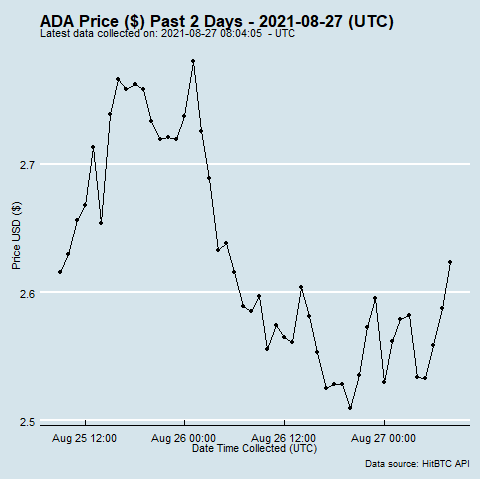 ADA Price ($) Past 2 Days - 2021-08-27 (UTC)
Latest data collected on: 2021-08-27 08:04:05  - UTC
Price USD ($)
2.7
2.6
2.5
Aug 25 12:00
Aug 26 00:00
Aug 26 12:00
Aug 27 00:00
Date Time Collected (UTC)
Data source: HitBTC API